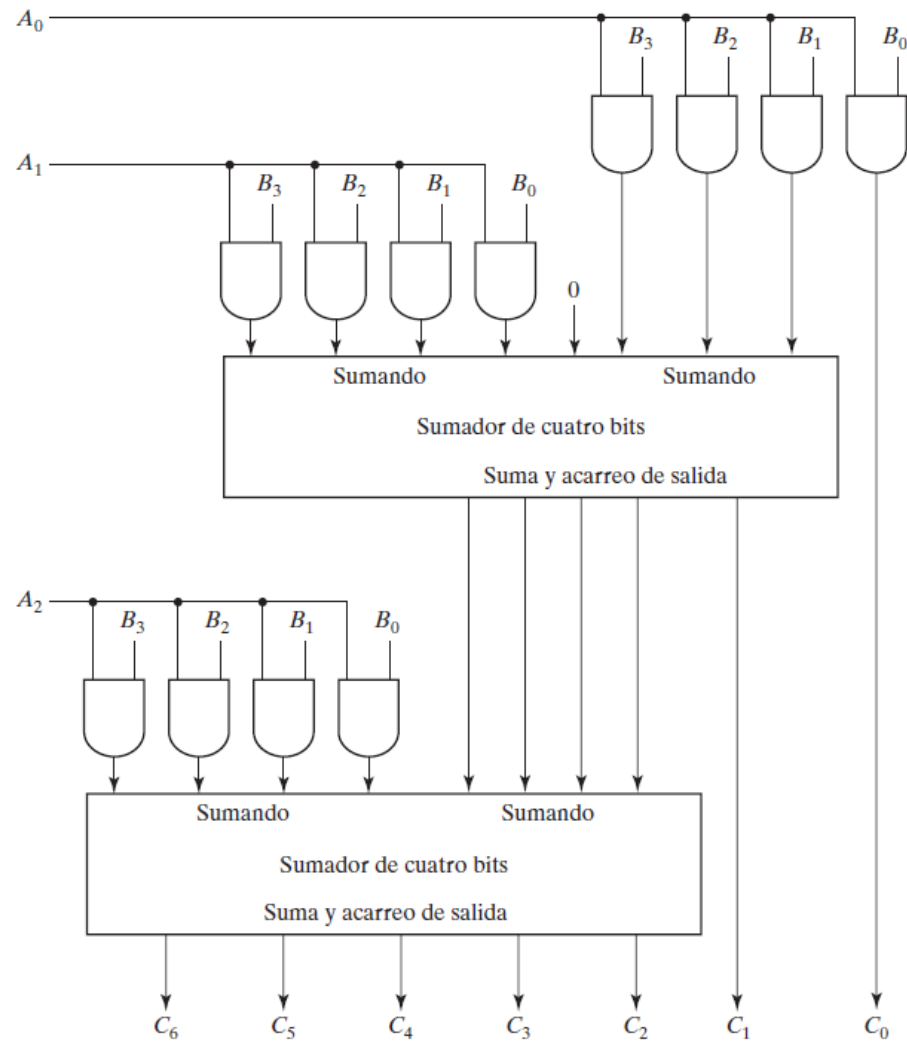 A₀
B₃ B₂ B₁ B₀
A₁
B₃ B₂ B₁ B₀
0
Sumando Sumando
Sumador de cuatro bits
Suma y acarreo de salida
A₂
B₃ B₂ B₁ B₀
Sumando Sumando
Sumador de cuatro bits
Suma y acarreo de salida
C₆ C₅ C₄ C₃ C₂ C₁ C₀